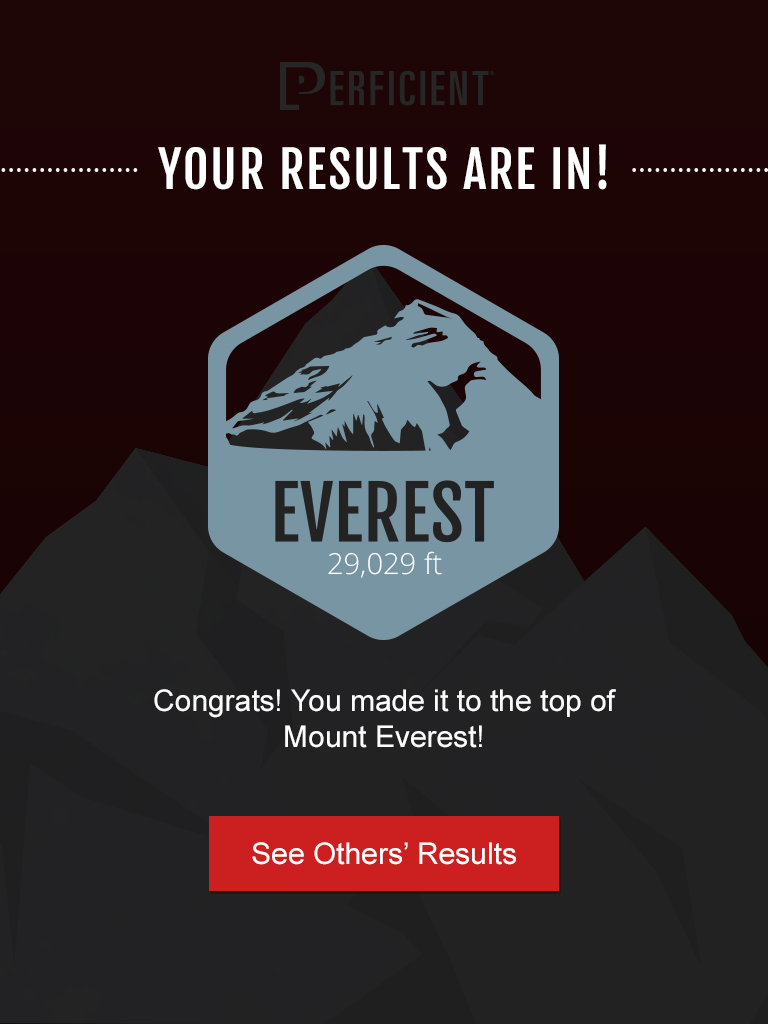 PERFICIENT
YOUR RESULTS ARE IN!
EVEREST
29,029 ft
Congrats! You made it to the top of
Mount Everest!
See Others’ Results